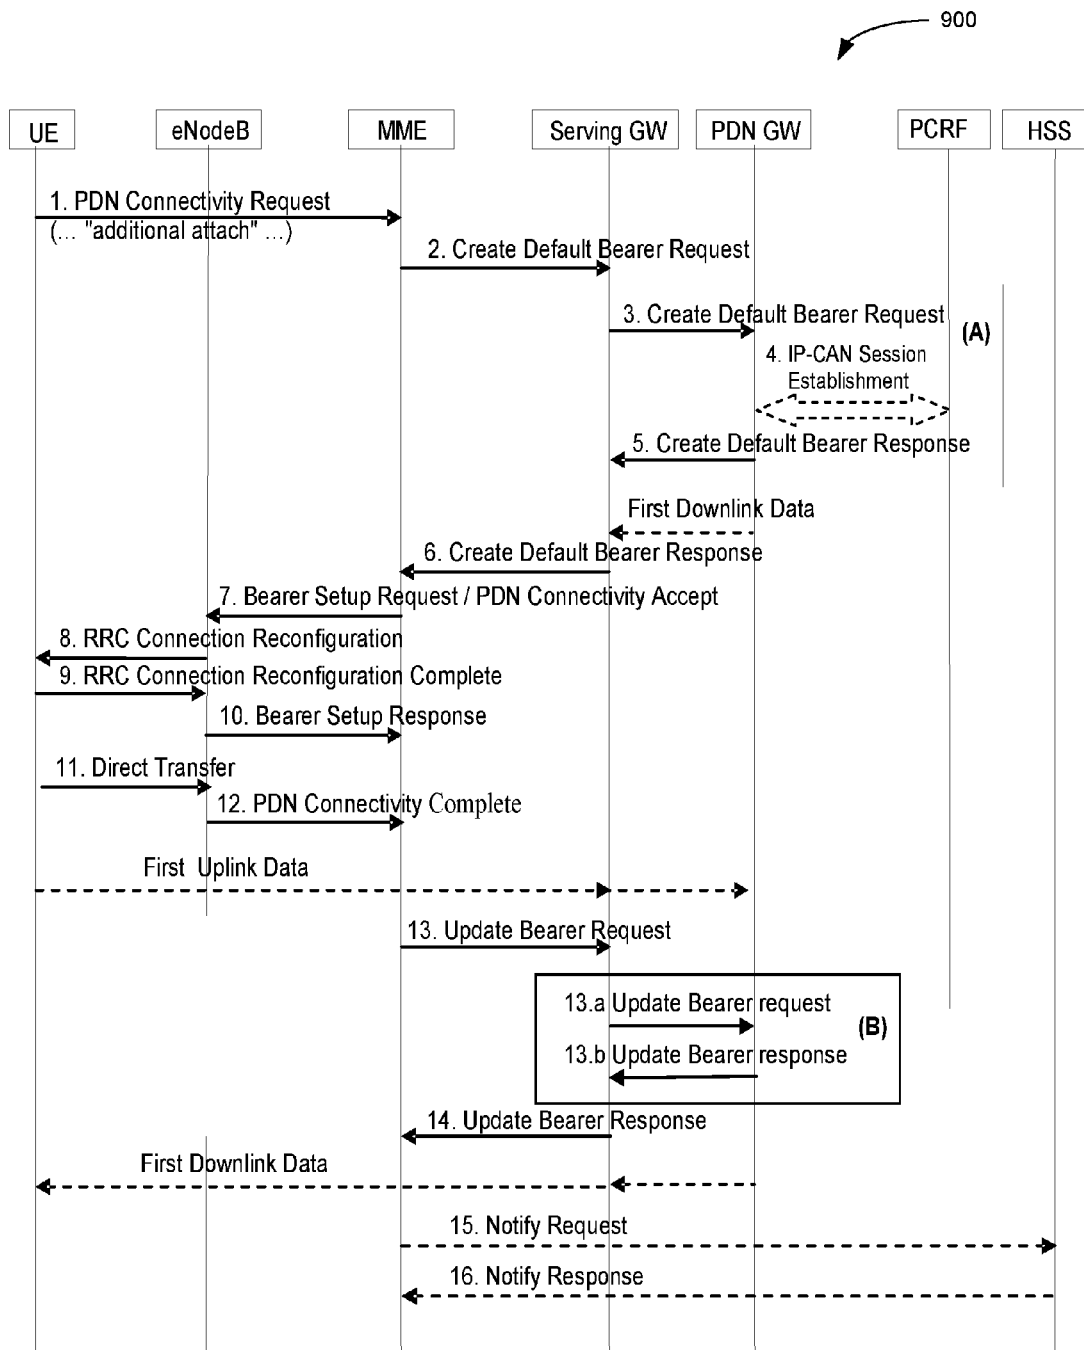 900
UE eNodeB MME Serving GW PDN GW PCRF HSS
1. PDN Connectivity Request
(... "additional attach" ...)
2. Create Default Bearer Request
3. Create Default Bearer Request
(A)
4. IP-CAN Session
Establishment
5. Create Default Bearer Response
First Downlink Data
6. Create Default Bearer Response
7. Bearer Setup Request / PDN Connectivity Accept
8. RRC Connection Reconfiguration
9. RRC Connection Reconfiguration Complete
10. Bearer Setup Response
11. Direct Transfer
12. PDN Connectivity Complete
First Uplink Data
13. Update Bearer Request
13.a Update Bearer request
(B)
13.b Update Bearer response
14. Update Bearer Response
First Downlink Data
15. Notify Request
16. Notify Response